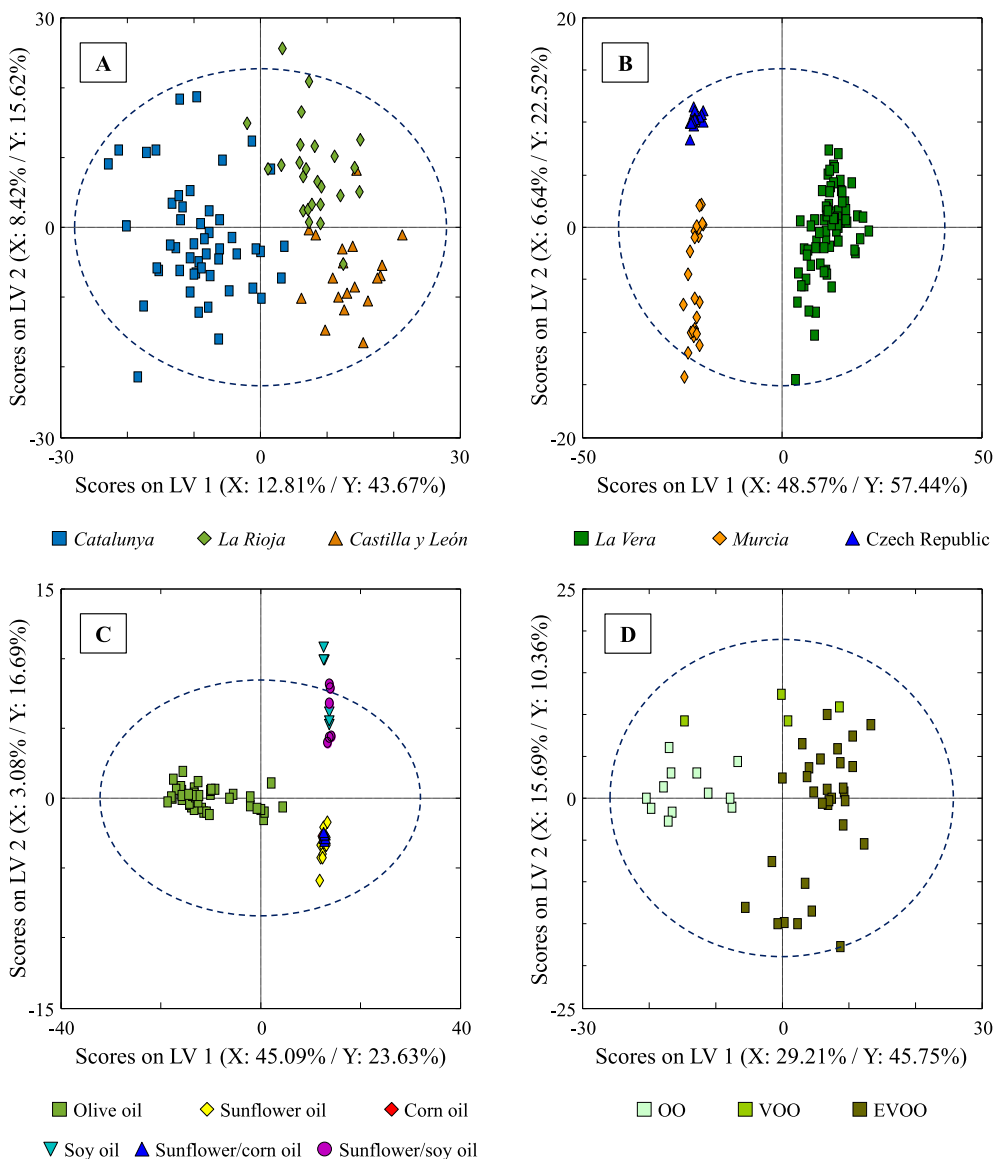 30
A
0
-30
-30
0
30
Scores on LV 2 (X: 8.42% / Y: 15.62%)
Scores on LV 1 (X: 12.81% / Y: 43.67%)
Catalunya La Rioja Castilla y León
20
B
0
-20
-50
0
50
Scores on LV 2 (X: 6.64% / Y: 22.52%)
Scores on LV 1 (X: 48.57% / Y: 57.44%)
La Vera Murcia Czech Republic
15
C
0
-15
-40
0
40
Scores on LV 2 (X: 3.08% / Y: 16.69%)
Scores on LV 1 (X: 45.09% / Y: 23.63%)
Olive oil Sunflower oil Corn oil
Soy oil Sunflower/corn oil Sunflower/soy oil
25
D
0
-25
-30
0
30
Scores on LV 2 (X: 15.69% / Y: 10.36%)
Scores on LV 1 (X: 29.21% / Y: 45.75%)
OO VOO EVOO